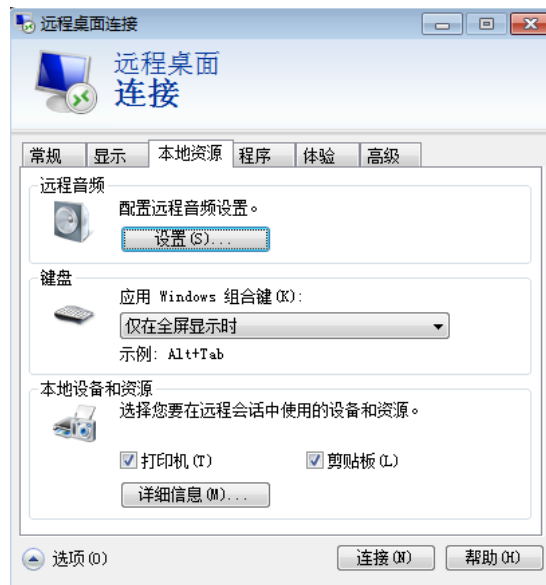 远程桌面连接
远程桌面
连接
常规 显示 本地资源 程序 体验 高级
远程音频
配置远程音频设置。
设置(S)...
键盘
应用 Windows 组合键(K):
仅在全屏显示时
示例: Alt+Tab
本地设备和资源
选择您要在远程会话中使用的设备和资源。
打印机(T) 剪贴板(L)
详细信息(M)...
选项(O) 连接(N) 帮助(H)